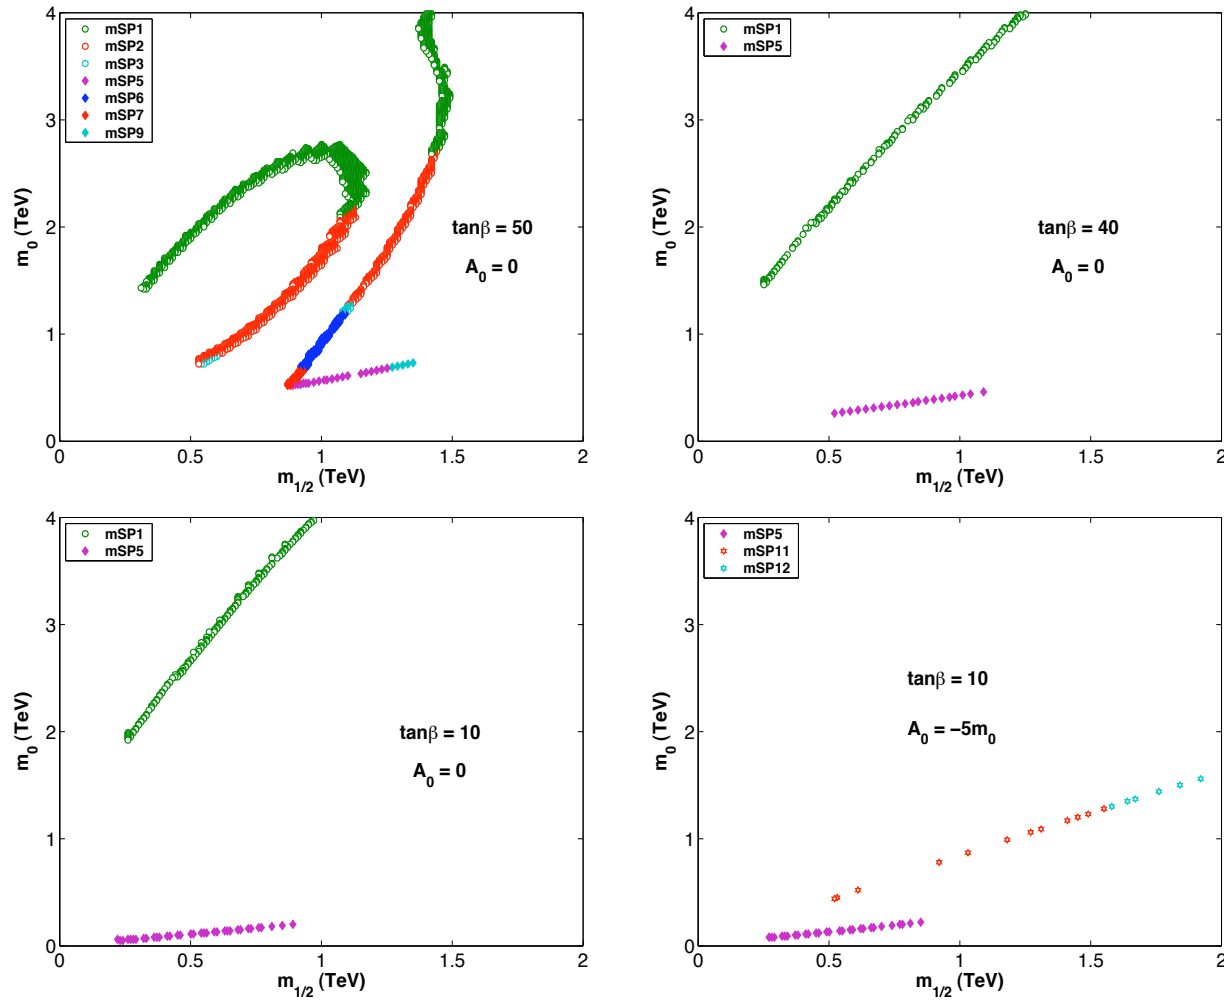 4
3
2
1
0
m₀ (TeV)
mSP1
mSP2
mSP3
mSP5
mSP6
mSP7
mSP9
tanβ = 50
A₀ = 0
0
0.5
1
1.5
2
m₁/₂ (TeV)
4
3
2
1
0
m₀ (TeV)
mSP1
mSP5
tanβ = 40
A₀ = 0
0
0.5
1
1.5
2
m₁/₂ (TeV)
4
3
2
1
0
m₀ (TeV)
mSP1
mSP5
tanβ = 10
A₀ = 0
0
0.5
1
1.5
2
m₁/₂ (TeV)
4
3
2
1
0
m₀ (TeV)
mSP5
mSP11
mSP12
tanβ = 10
A₀ = −5m₀
0
0.5
1
1.5
2
m₁/₂ (TeV)